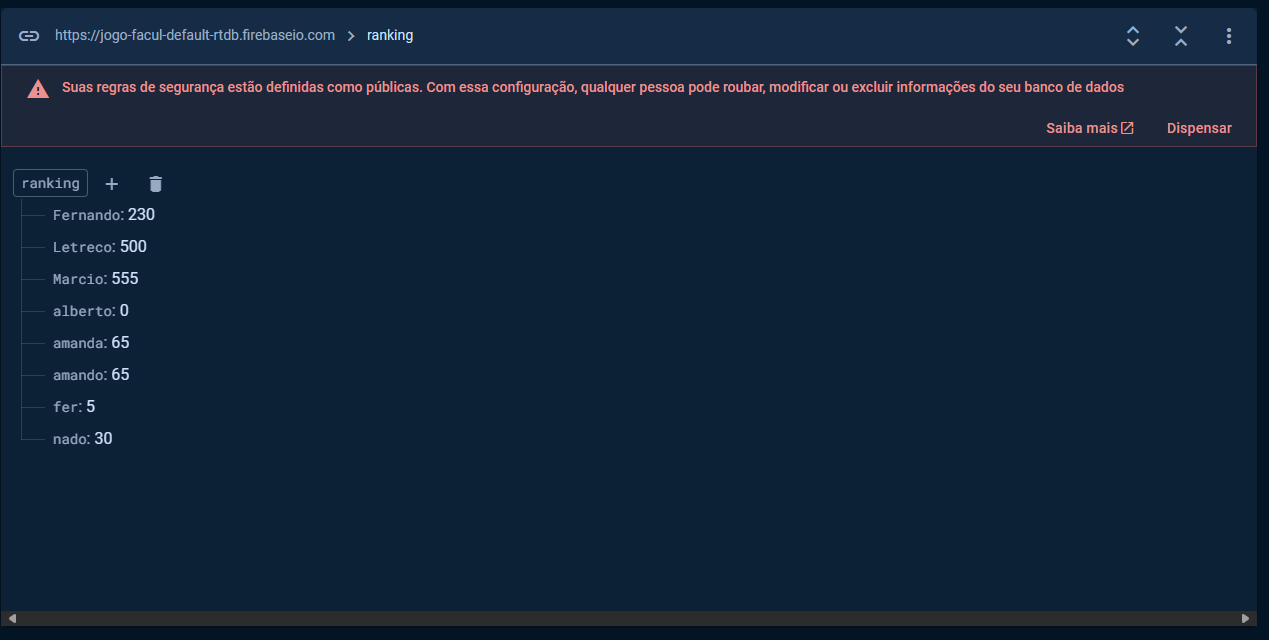 https://jogo-facul-default-rtdb.firebaseio.com > ranking
Suas regras de segurança estão definidas como públicas. Com essa configuração, qualquer pessoa pode roubar, modificar ou excluir informações do seu banco de dados
Saiba mais Dispensar
ranking
Fernando: 230
Letreco: 500
Marcio: 555
alberto: 0
amanda: 65
amando: 65
fer: 5
nado: 30